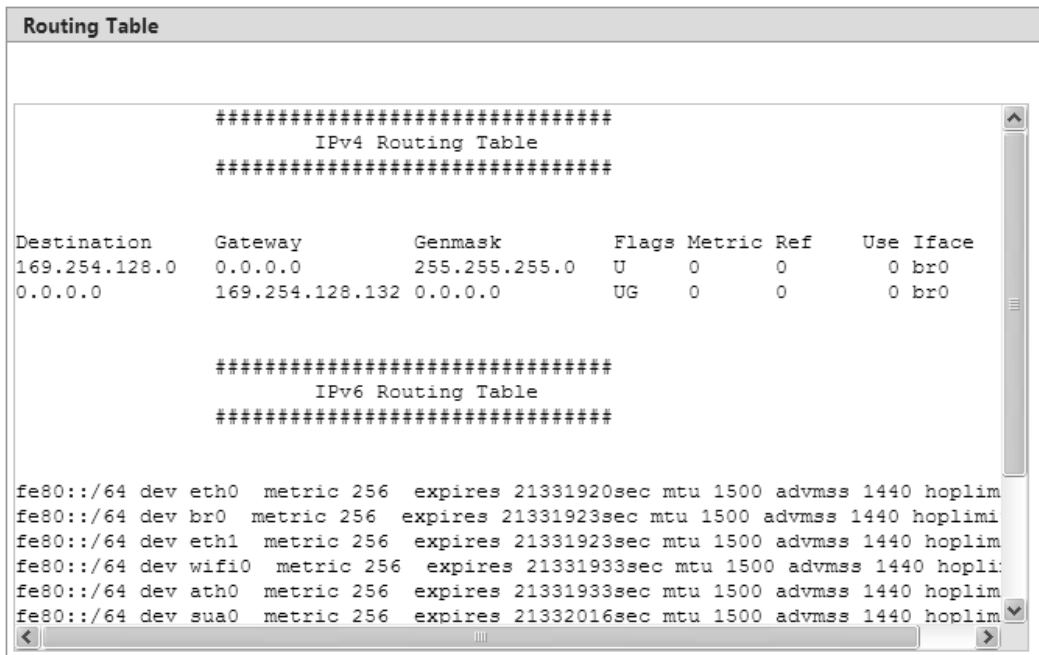 Routing Table
################################
IPv4 Routing Table
################################
Destination Gateway Genmask Flags Metric Ref Use Iface
169.254.128.0 0.0.0.0 255.255.255.0 U 0 0 0 br0
0.0.0.0 169.254.128.132 0.0.0.0 UG 0 0 0 br0
################################
IPv6 Routing Table
################################
fe80::/64 dev eth0 metric 256 expires 21331920sec mtu 1500 advmss 1440 hoplim
fe80::/64 dev br0 metric 256 expires 21331923sec mtu 1500 advmss 1440 hoplimi
fe80::/64 dev eth1 metric 256 expires 21331923sec mtu 1500 advmss 1440 hoplim
fe80::/64 dev wifi0 metric 256 expires 21331933sec mtu 1500 advmss 1440 hopli
fe80::/64 dev ath0 metric 256 expires 21331933sec mtu 1500 advmss 1440 hoplim
fe80::/64 dev sua0 metric 256 expires 21332016sec mtu 1500 advmss 1440 hoplim